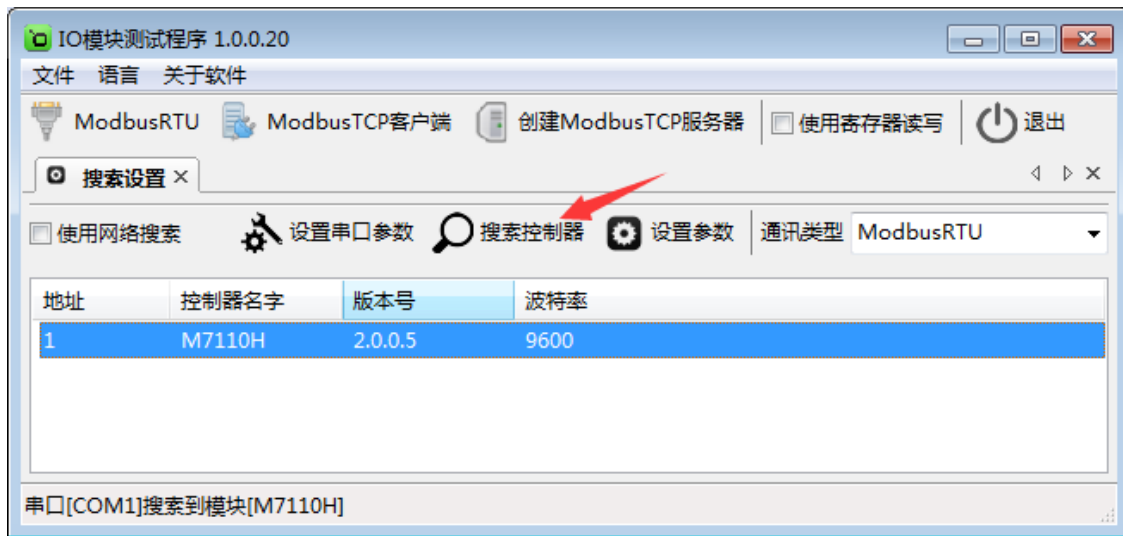 IO模块测试程序 1.0.0.20
文件 语言 关于软件
ModbusRTU ModbusTCP客户端 创建ModbusTCP服务器 使用寄存器读写 退出
搜索设置
使用网络搜索 设置串口参数 搜索控制器 设置参数 通讯类型 ModbusRTU
地址 控制器名字 版本号 波特率
1 M7110H 2.0.0.5 9600
串口[COM1]搜索到模块[M7110H]